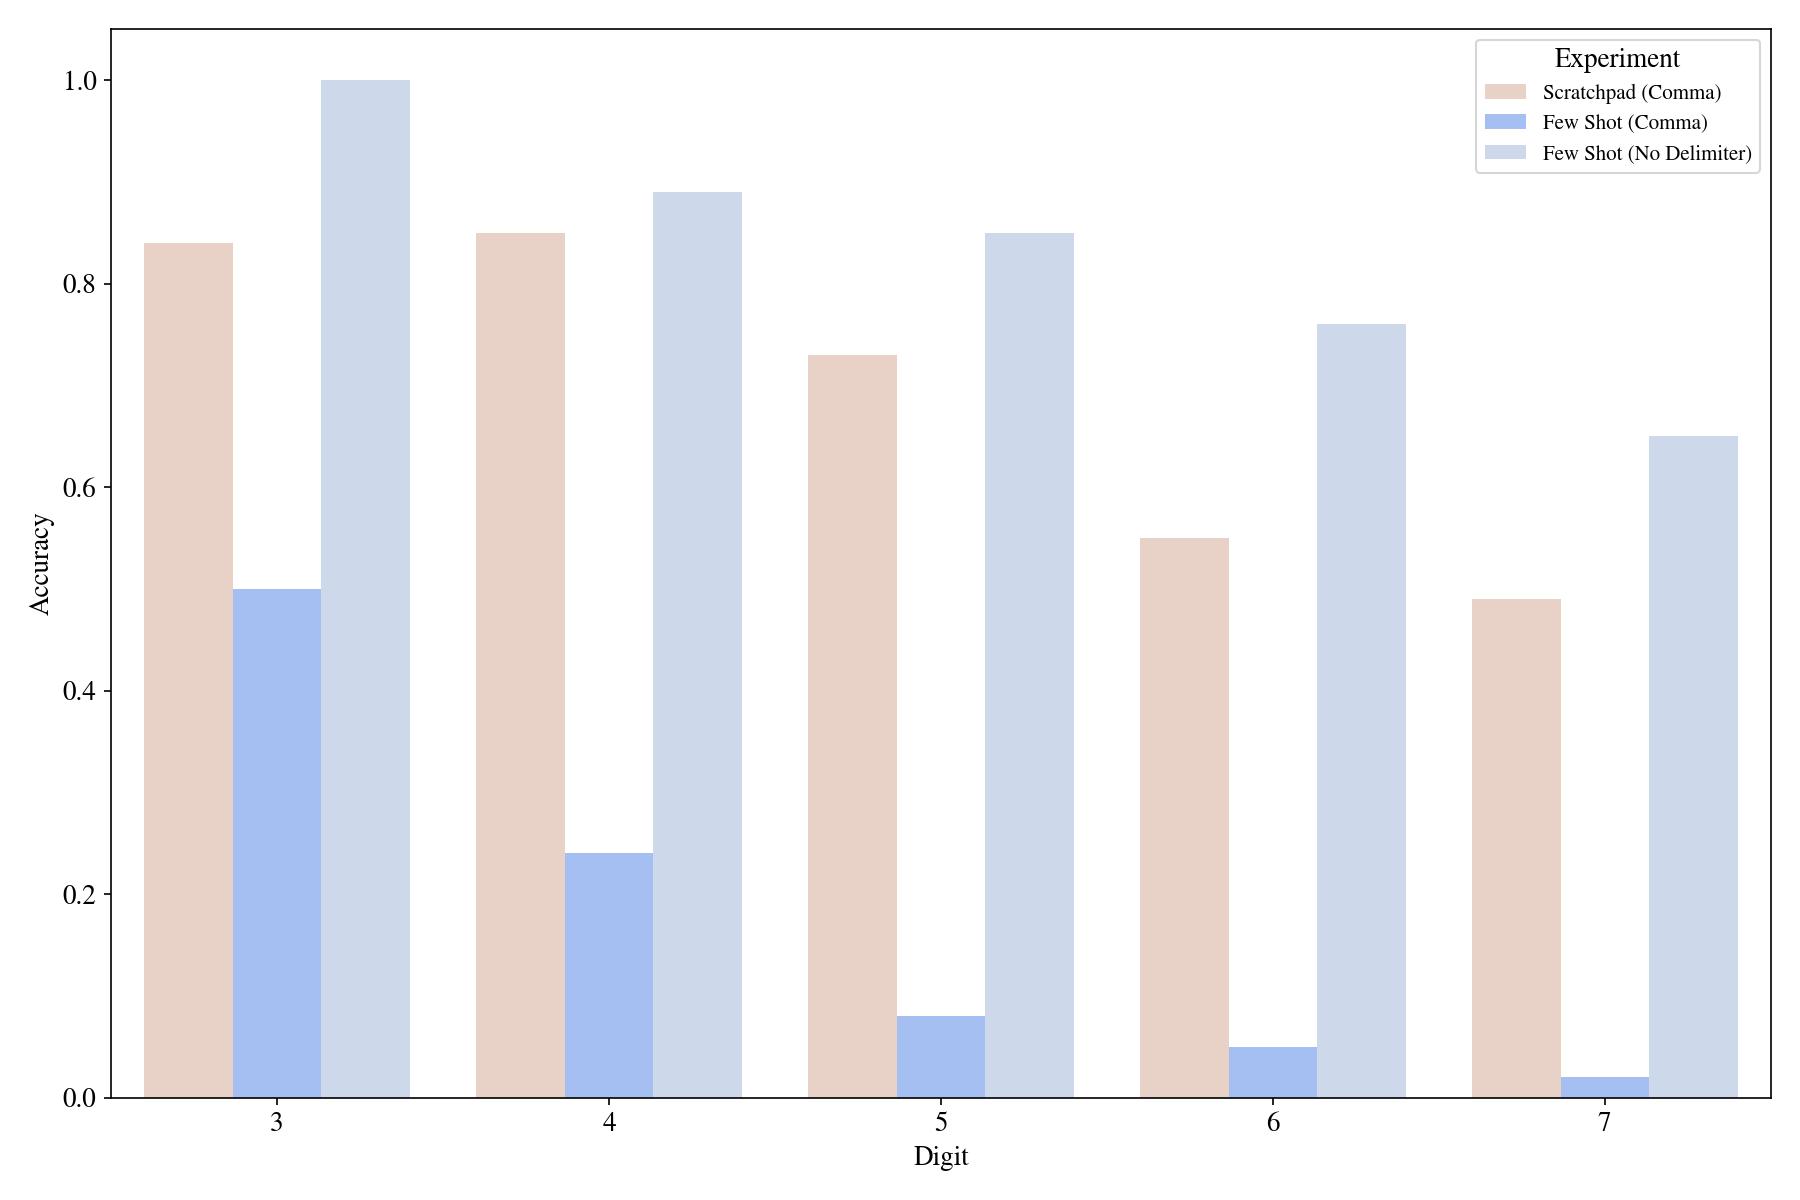 Experiment
Scratchpad (Comma)
Few Shot (Comma)
Few Shot (No Delimiter)
Accuracy
1.0
0.8
0.6
0.4
0.2
0.0
3 4 5 6 7
Digit